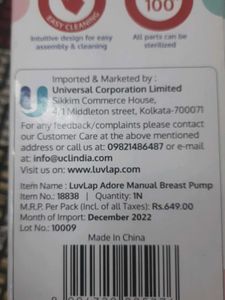 EASY CLEANING
100
Intuitive design for easy
assembly & cleaning
All parts can be
sterilized
Imported & Marketed by :
Universal Corporation Limited
Sikkim Commerce House,
4/1 Middleton street, Kolkata-700071
For any feedback/complaints please contact
our Customer Care at the above mentioned
address or call us at: 09821486487 or e-mail
at: info@uclindia.com
Visit us on: www.luvlap.com
Item Name : LuvLap Adore Manual Breast Pump
Item No.: 18838 | Quantity: 1N
M.R.P. Per Pack (Incl. of all Taxes): Rs.649.00
Month of Import: December 2022
Lot No.: 10009
Made In China